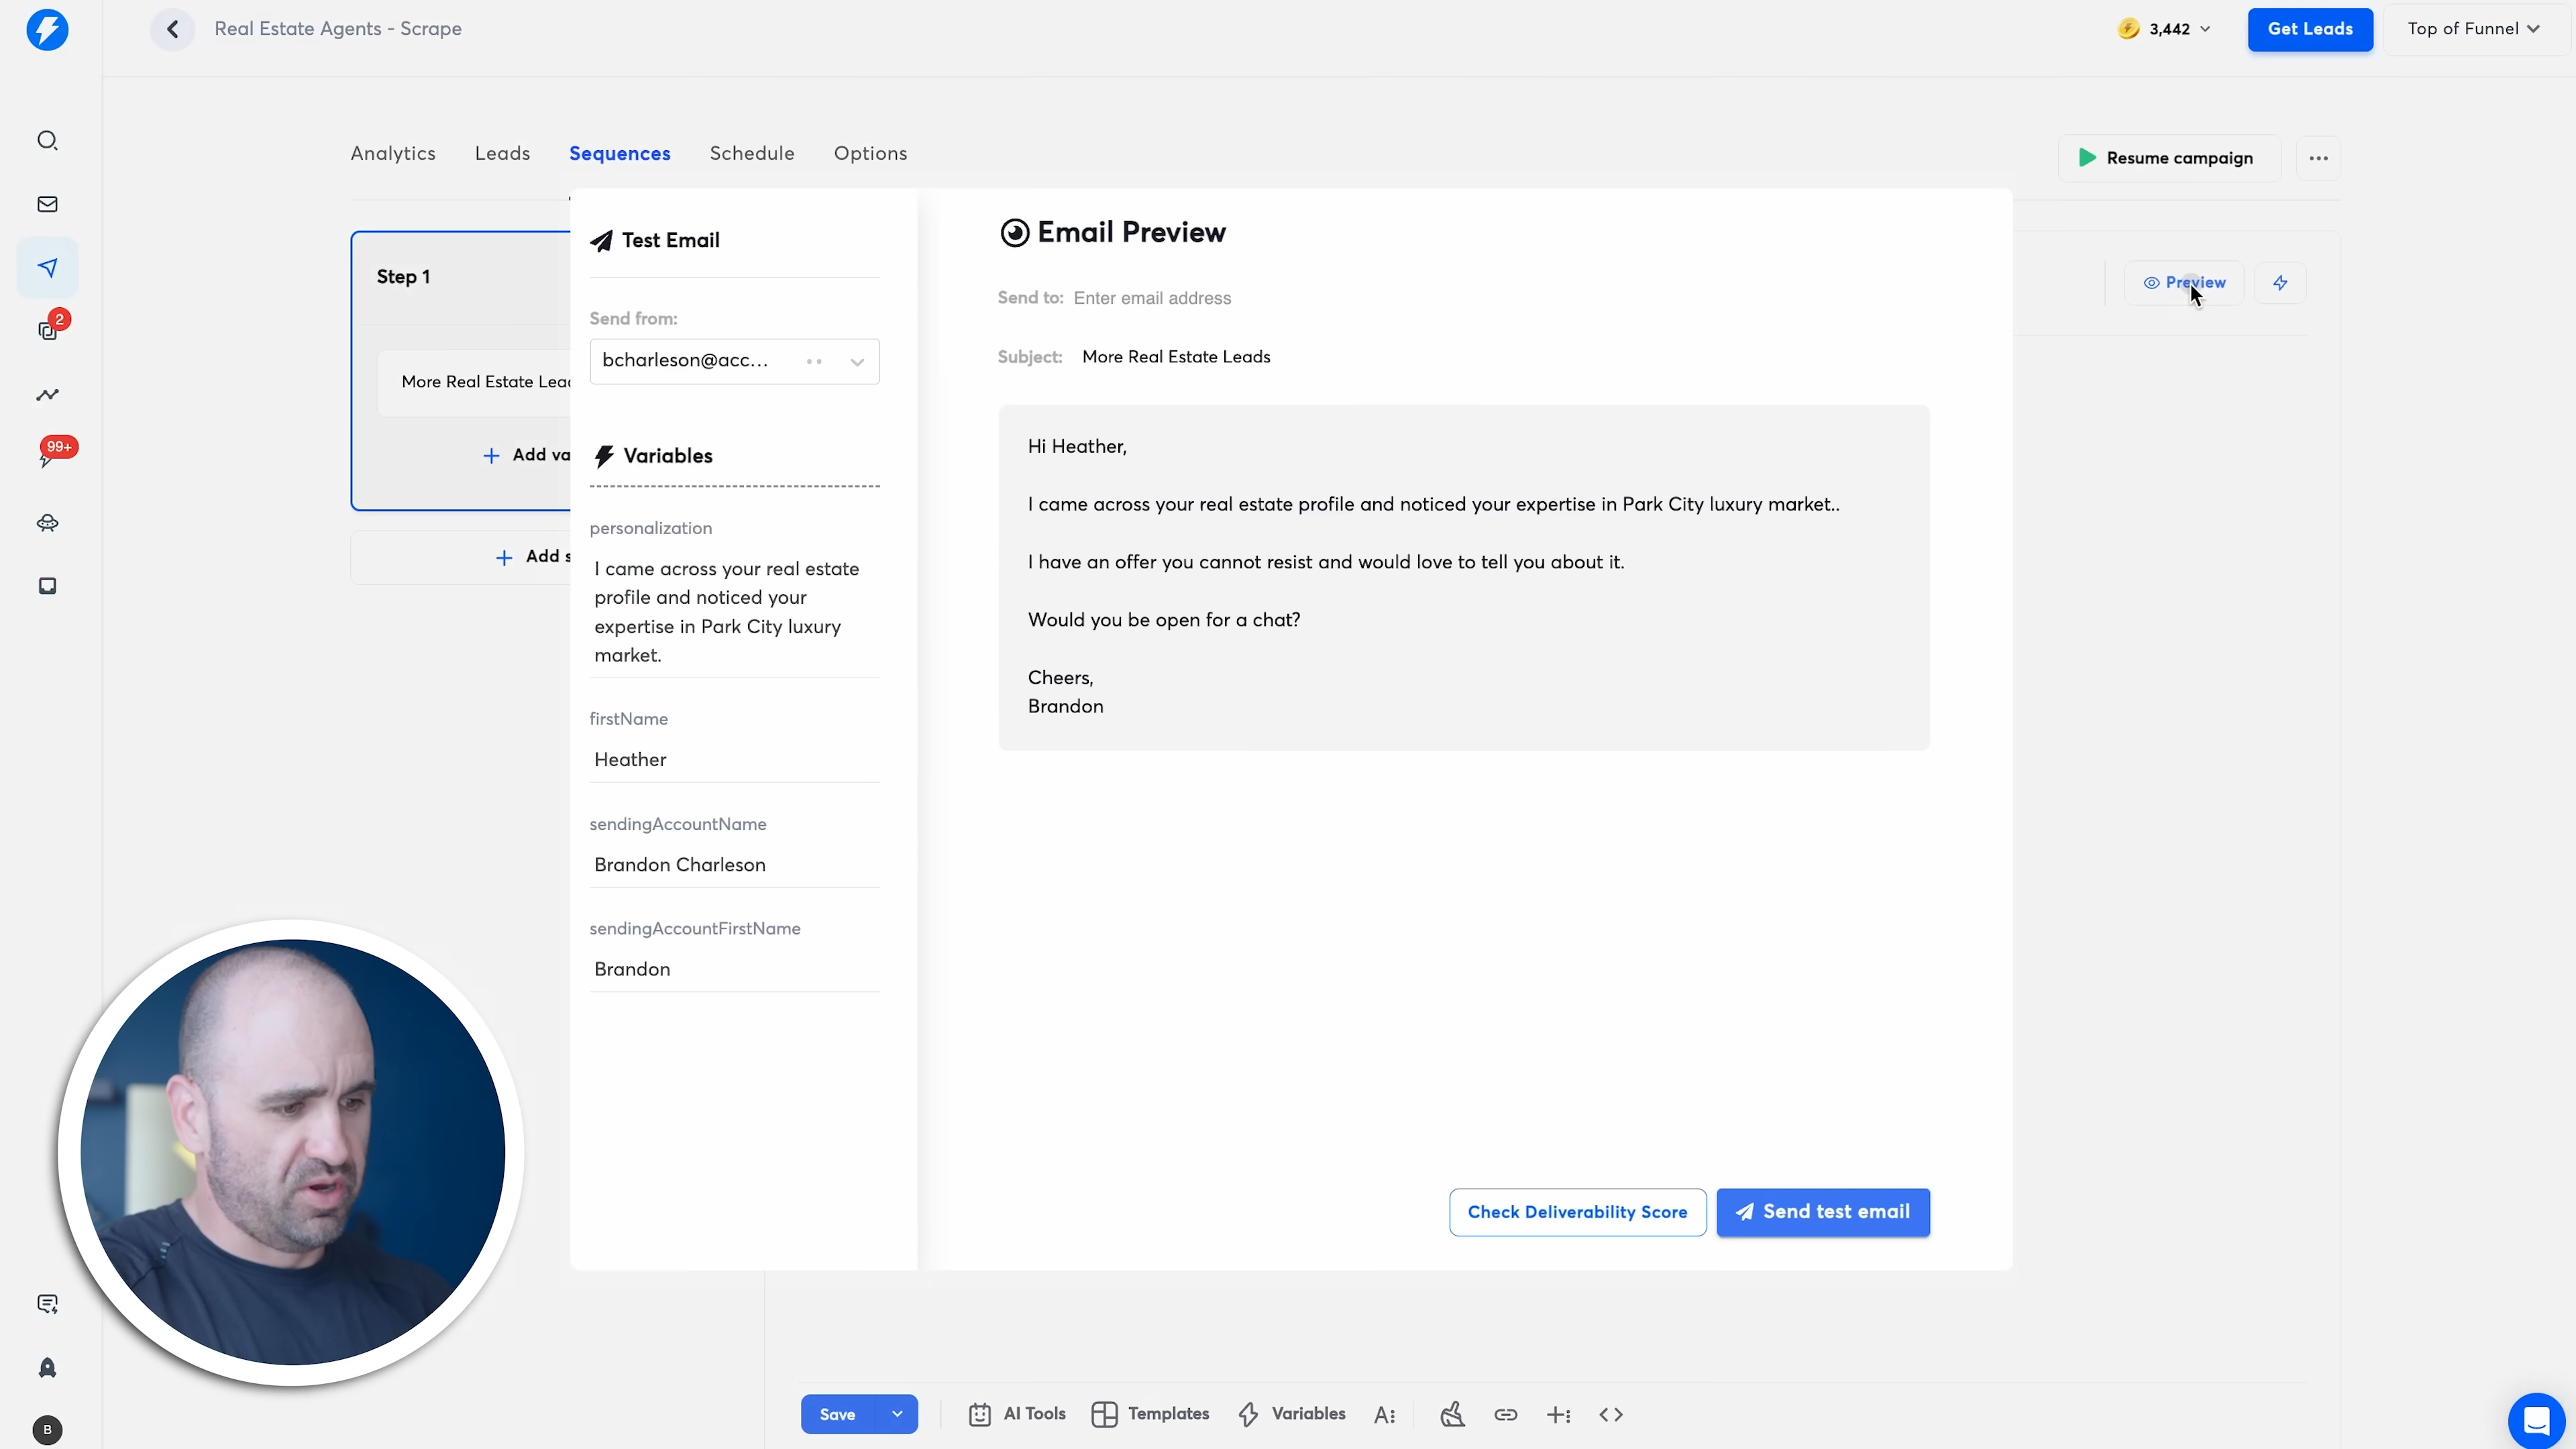 Real Estate Agents - Scrape
3,442
Get Leads
Top of Funnel
Analytics
Leads
Sequences
Schedule
Options
Resume campaign
Step 1
More Real Estate Lea
Add va
Add s
Test Email
Send from:
bcharleson@acc...
Variables
personalization
I came across your real estate
profile and noticed your
expertise in Park City luxury
market.
firstName
Heather
sendingAccountName
Brandon Charleson
sendingAccountFirstName
Brandon
Email Preview
Send to: Enter email address
Subject: More Real Estate Leads
Hi Heather,
I came across your real estate profile and noticed your expertise in Park City luxury market..
I have an offer you cannot resist and would love to tell you about it.
Would you be open for a chat?
Cheers,
Brandon
Check Deliverability Score
Send test email
Preview
2
99+
B
Save
AI Tools
Templates
Variables
A